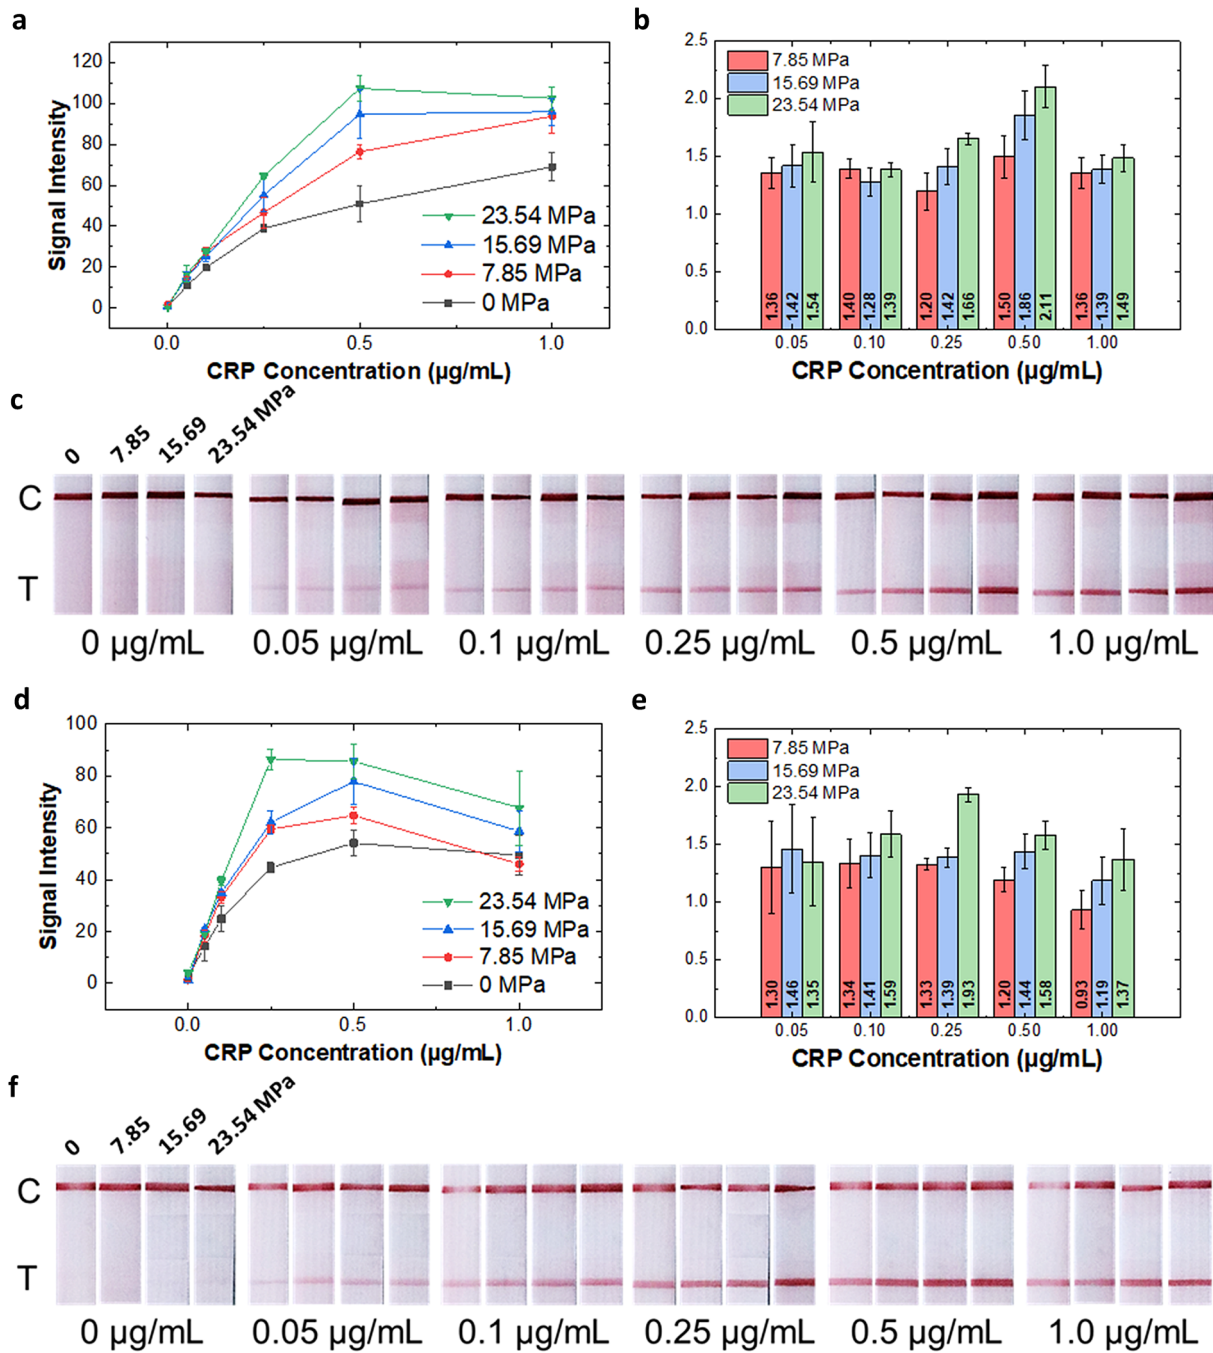 a
120
100
80
60
40
20
0
Signal Intensity
23.54 MPa
15.69 MPa
7.85 MPa
0 MPa
0.0
0.5
1.0
CRP Concentration (µg/mL)
b
2.5
2.0
1.5
1.0
0.5
0.0
7.85 MPa
15.69 MPa
23.54 MPa
1.36
1.42
1.54
1.40
1.28
1.39
1.20
1.42
1.66
1.50
1.86
2.11
1.36
1.39
1.49
0.05
0.10
0.25
0.50
1.00
CRP Concentration (µg/mL)
c
0
7.85
15.69
23.54 MPa
C
T
0 µg/mL
0.05 µg/mL
0.1 µg/mL
0.25 µg/mL
0.5 µg/mL
1.0 µg/mL
d
100
80
60
40
20
0
Signal Intensity
23.54 MPa
15.69 MPa
7.85 MPa
0 MPa
0.0
0.5
1.0
CRP Concentration (µg/mL)
e
2.5
2.0
1.5
1.0
0.5
0.0
7.85 MPa
15.69 MPa
23.54 MPa
1.30
1.46
1.35
1.34
1.41
1.59
1.33
1.39
1.93
1.20
1.44
1.58
0.93
1.19
1.37
0.05
0.10
0.25
0.50
1.00
CRP Concentration (µg/mL)
f
0
7.85
15.69
23.54 MPa
C
T
0 µg/mL
0.05 µg/mL
0.1 µg/mL
0.25 µg/mL
0.5 µg/mL
1.0 µg/mL